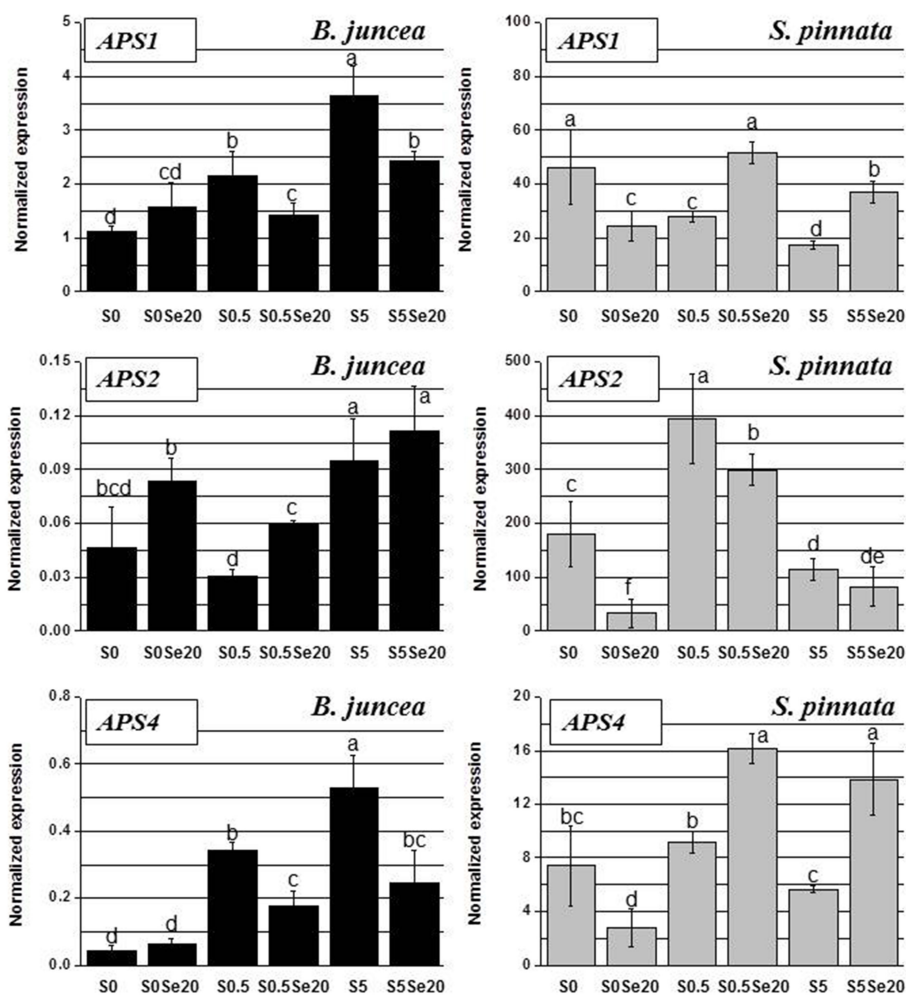 APS1 B. juncea
Normalized expression
5
4
3
2
1
0
d
cd
b
c
a
b
S0 S0Se20 S0.5 S0.5Se20 S5 S5Se20
APS1 S. pinnata
Normalized expression
100
80
60
40
20
0
a
c
c
a
d
b
S0 S0Se20 S0.5 S0.5Se20 S5 S5Se20
APS2 B. juncea
Normalized expression
0.15
0.12
0.09
0.06
0.03
0.00
bcd
b
d
c
a
a
S0 S0Se20 S0.5 S0.5Se20 S5 S5Se20
APS2 S. pinnata
Normalized expression
500
400
300
200
100
0
c
f
a
b
d
de
S0 S0Se20 S0.5 S0.5Se20 S5 S5Se20
APS4 B. juncea
Normalized expression
0.8
0.6
0.4
0.2
0.0
d
d
b
c
a
bc
S0 S0Se20 S0.5 S0.5Se20 S5 S5Se20
APS4 S. pinnata
Normalized expression
20
16
12
8
4
0
bc
d
b
a
c
a
S0 S0Se20 S0.5 S0.5Se20 S5 S5Se20